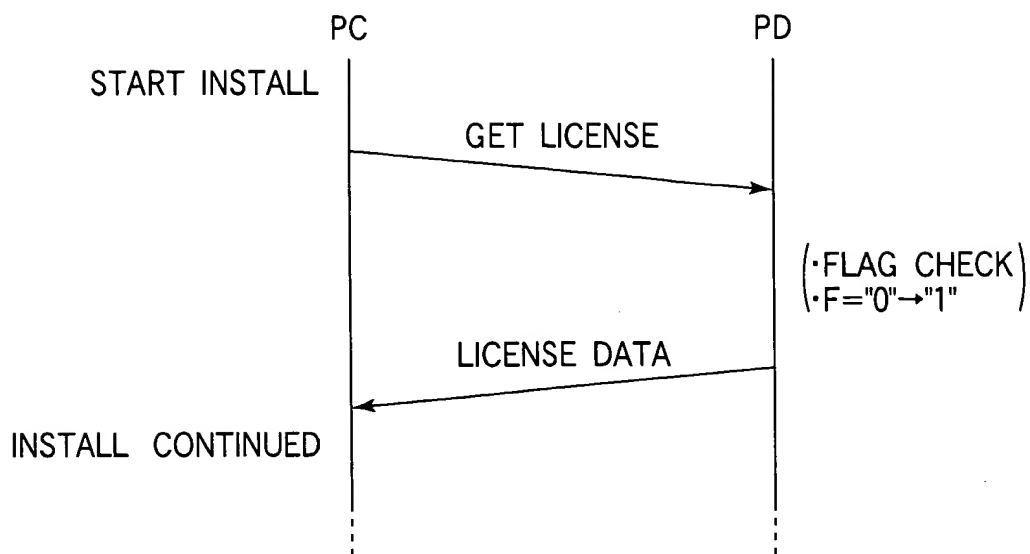 PC
PD
START INSTALL
GET LICENSE
(·FLAG CHECK
·F="0"→"1")
LICENSE DATA
INSTALL CONTINUED